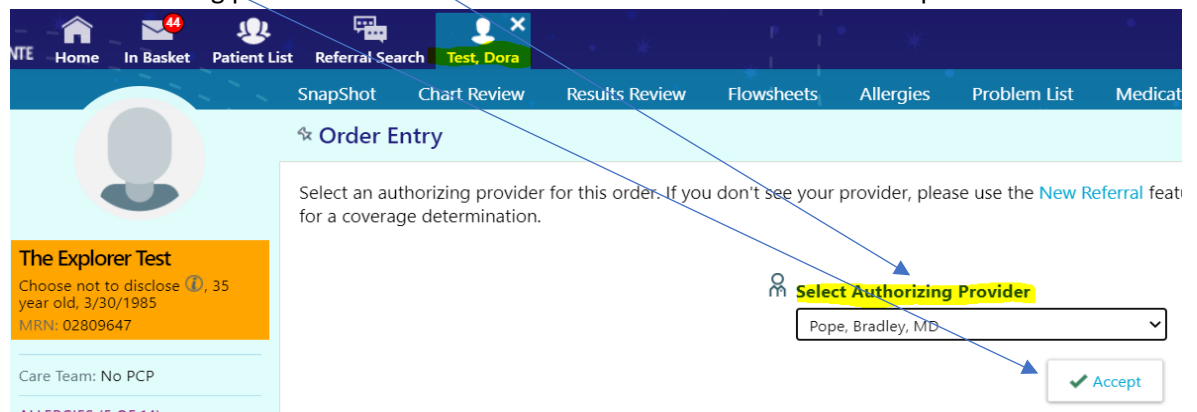 44
NTE Home In Basket Patient List Referral Search Test, Dora
SnapShot Chart Review Results Review Flowsheets Allergies Problem List Medicat
Order Entry
Select an authorizing provider for this order. If you don't see your provider, please use the New Referral featu
for a coverage determination.
The Explorer Test
Choose not to disclose , 35
year old, 3/30/1985
MRN: 02809647
Select Authorizing Provider
Pope, Bradley, MD
Care Team: No PCP
Accept